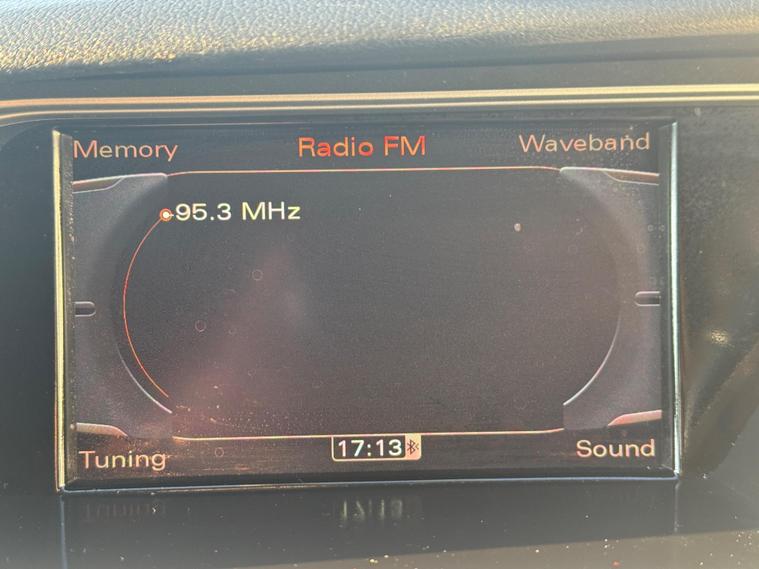 Memory
Radio FM
Waveband
95.3 MHz
Tuning
17:13
Sound